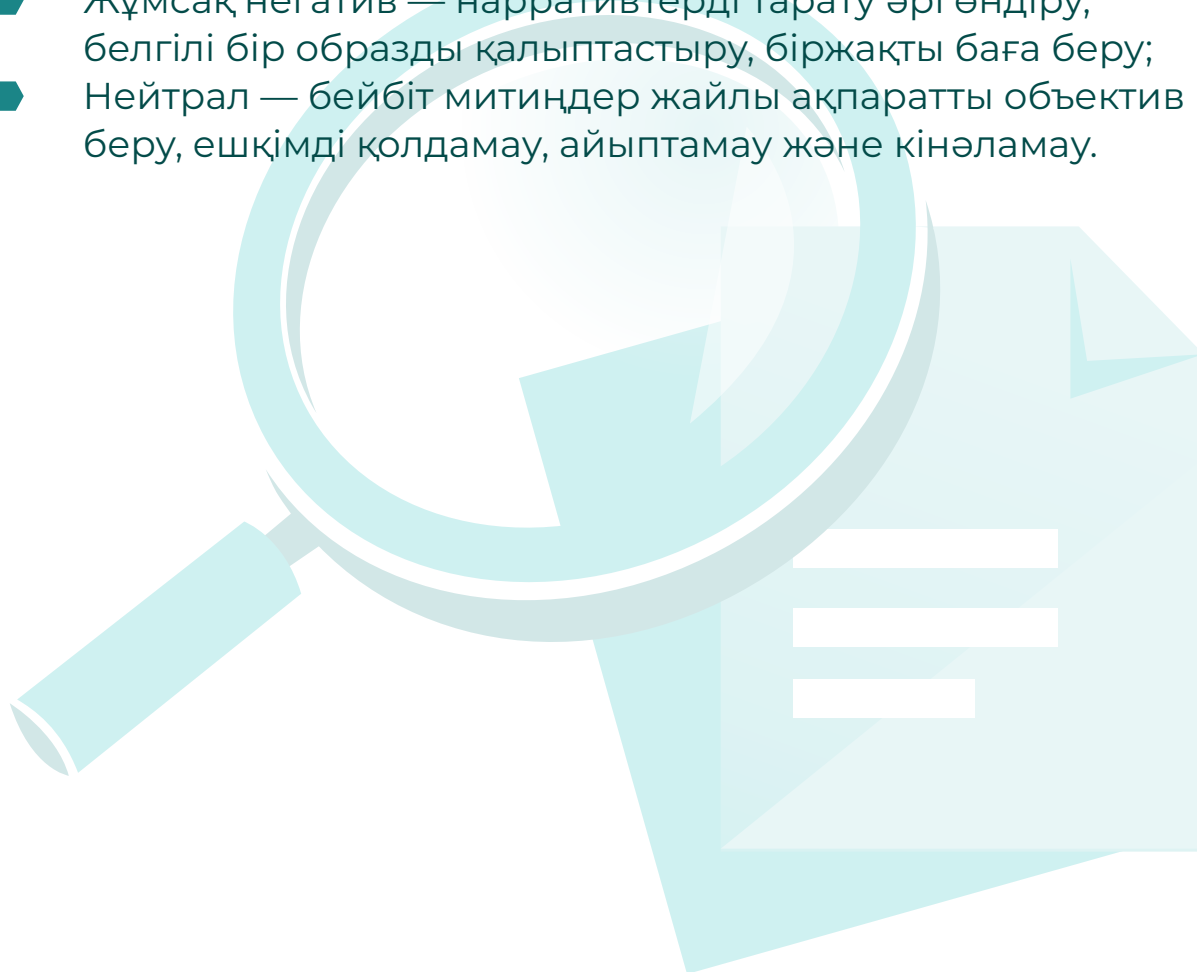 Жұмсақ негатив — нарративтерді тарату әрі өндіру,
белгілі бір образды қалыптастыру, біржақты баға беру;
Нейтрал — бейбіт митиңдер жайлы ақпаратты объектив
беру, ешкімді қолдамау, айыптамау және кінәламау.